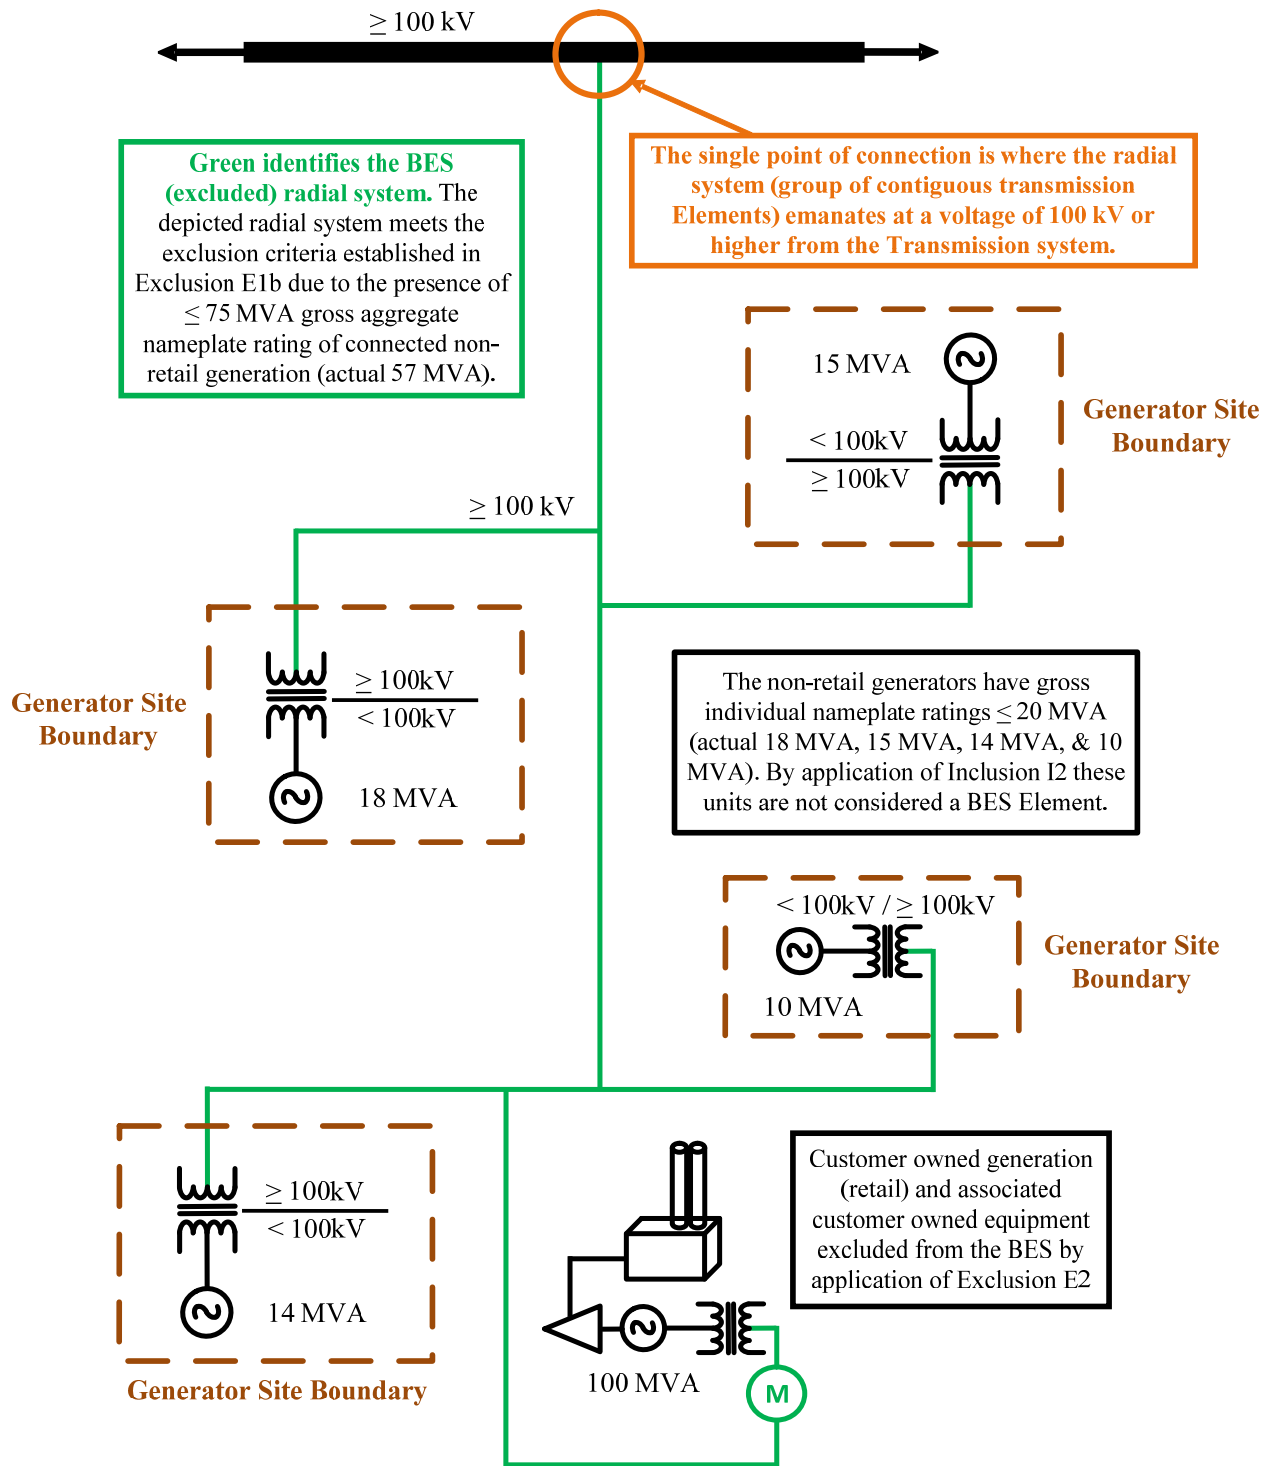 ≥ 100 kV
Green identifies the BES
(excluded) radial system. The
depicted radial system meets the
exclusion criteria established in
Exclusion E1b due to the presence of
≤ 75 MVA gross aggregate
nameplate rating of connected non-
retail generation (actual 57 MVA).
The single point of connection is where the radial
system (group of contiguous transmission
Elements) emanates at a voltage of 100 kV or
higher from the Transmission system.
15 MVA
< 100kV
≥ 100kV
Generator Site
Boundary
≥ 100 kV
Generator Site
Boundary
≥ 100kV
< 100kV
18 MVA
The non-retail generators have gross
individual nameplate ratings ≤ 20 MVA
(actual 18 MVA, 15 MVA, 14 MVA, & 10
MVA). By application of Inclusion I2 these
units are not considered a BES Element.
< 100kV / ≥ 100kV
10 MVA
Generator Site
Boundary
≥ 100kV
< 100kV
14 MVA
Generator Site Boundary
100 MVA
M
Customer owned generation
(retail) and associated
customer owned equipment
excluded from the BES by
application of Exclusion E2